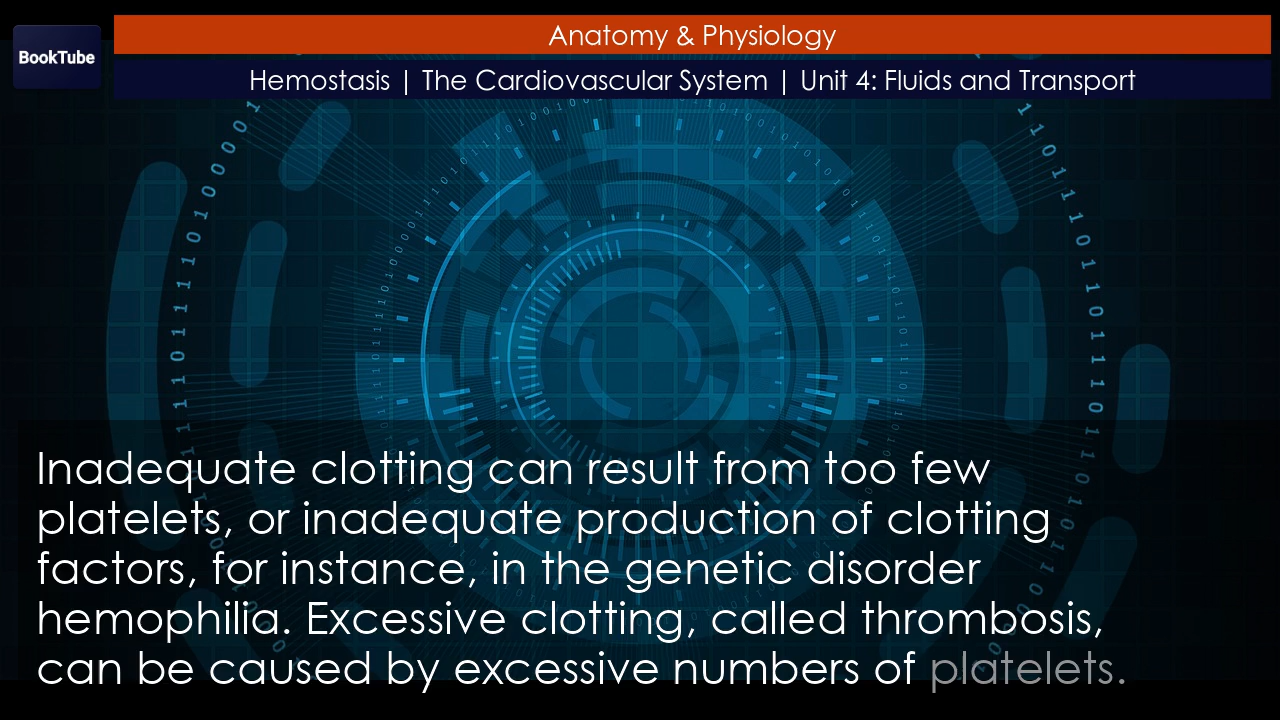 BookTube
Anatomy & Physiology
Hemostasis | The Cardiovascular System | Unit 4: Fluids and Transport
Inadequate clotting can result from too few
platelets, or inadequate production of clotting
factors, for instance, in the genetic disorder
hemophilia. Excessive clotting, called thrombosis,
can be caused by excessive numbers of platelets.